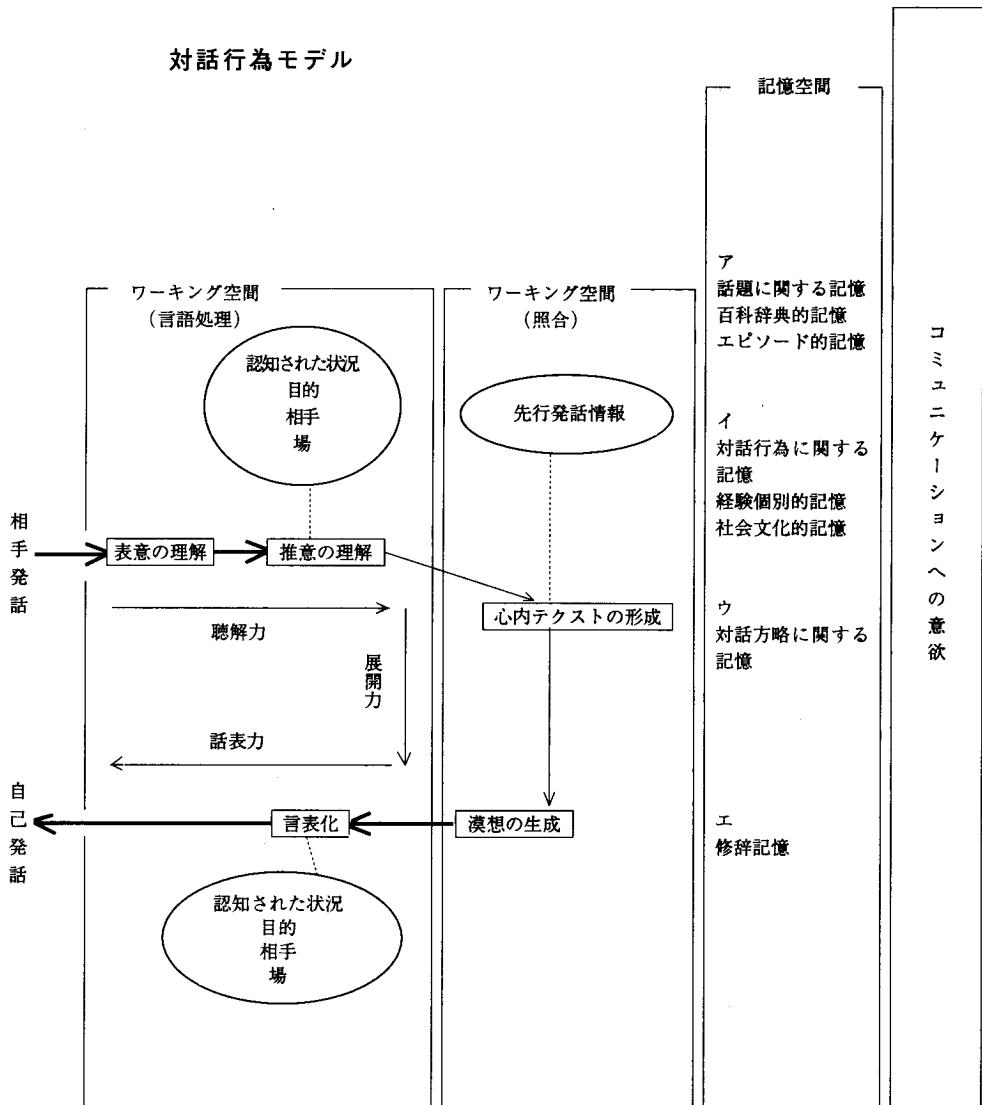 対話行為モデル
記憶空間
ア
話題に関する記憶
百科辞典的記憶
エピソード的記憶
イ
対話行為に関する
記憶
経験個別的記憶
社会文化的記憶
ウ
対話方略に関する
記憶
エ
修辞記憶
コミュニケーションへの意欲
ワーキング空間
(言語処理)
認知された状況
目的
相手
場
ワーキング空間
(照合)
先行発話情報
相手発話
表意の理解
推意の理解
心内テクストの形成
聴解力
展開力
話表力
自己発話
言表化
漠想の生成
認知された状況
目的
相手
場